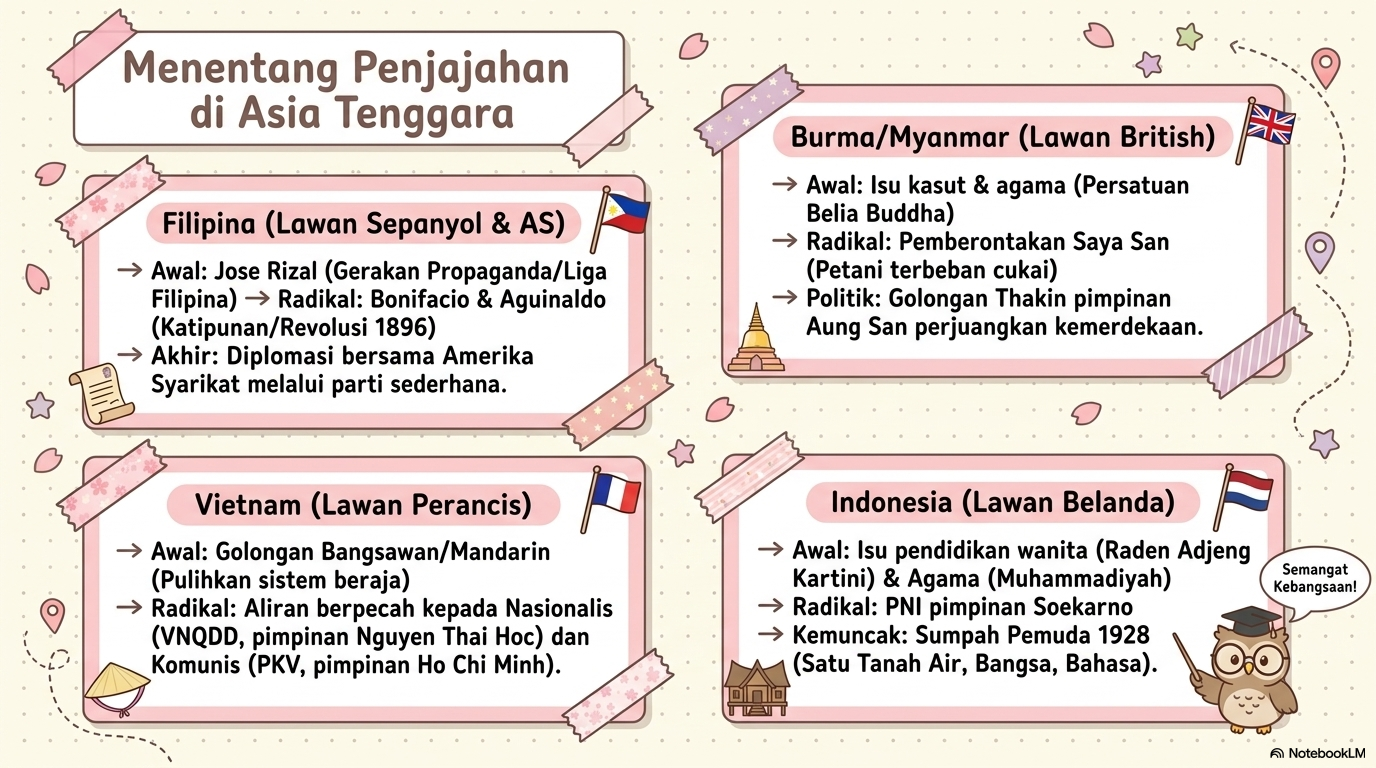 Menentang Penjajahan
di Asia Tenggara
Filipina (Lawan Sepanyol & AS)
→ Awal: Jose Rizal (Gerakan Propaganda/Liga
Filipina) → Radikal: Bonifacio & Aguinaldo
(Katipunan/Revolusi 1896)
→ Akhir: Diplomasi bersama Amerika
Syarikat melalui parti sederhana.
Burma/Myanmar (Lawan British)
→ Awal: Isu kasut & agama (Persatuan
Belia Buddha)
→ Radikal: Pemberontakan Saya San
(Petani terbeban cukai)
→ Politik: Golongan Thakin pimpinan
Aung San perjuangkan kemerdekaan.
Vietnam (Lawan Perancis)
→ Awal: Golongan Bangsawan/Mandarin
(Pulihkan sistem beraja)
→ Radikal: Aliran berpecah kepada Nasionalis
(VNQDD, pimpinan Nguyen Thai Hoc) dan
Komunis (PKV, pimpinan Ho Chi Minh).
Indonesia (Lawan Belanda)
→ Awal: Isu pendidikan wanita (Raden Adjeng
Kartini) & Agama (Muhammadiyah)
→ Radikal: PNI pimpinan Soekarno
→ Kemuncak: Sumpah Pemuda 1928
(Satu Tanah Air, Bangsa, Bahasa).
Semangat
Kebangsaan!
NotebookLM